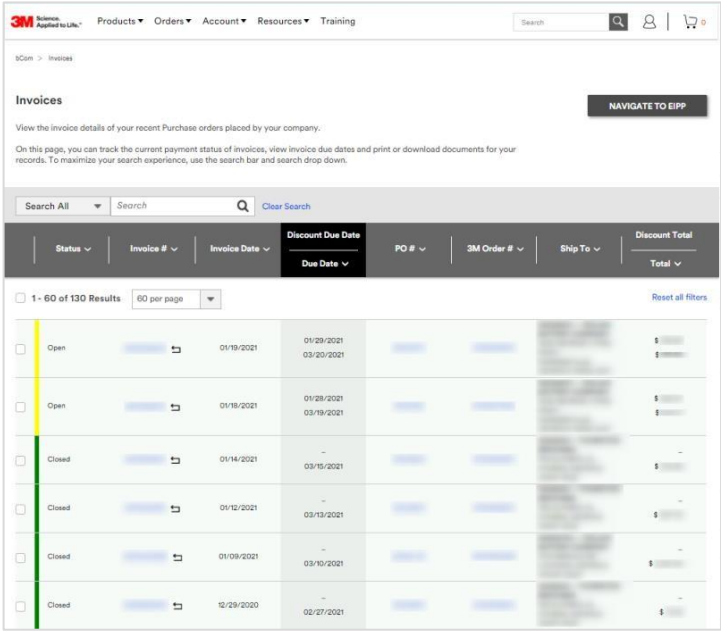 3M Science.
Applied to Life.™
Products ▾ Orders ▾ Account ▾ Resources ▾ Training
Search
0
bCom > Invoices
Invoices
NAVIGATE TO EIPP
View the invoice details of your recent Purchase orders placed by your company.
On this page, you can track the current payment status of invoices, view invoice due dates and print or download documents for your
records. To maximize your search experience, use the search bar and search drop down.
Search All Search Clear Search
Discount Due Date Discount Total
Status Invoice # Invoice Date PO # 3M Order # Ship To
Due Date Total
1 - 60 of 130 Results 60 per page Reset all filters
01/29/2021 $
Open 01/19/2021
03/20/2021 $
01/28/2021 $
Open 01/18/2021
03/19/2021 $
– –
Closed 01/14/2021
03/15/2021 $
– –
Closed 01/12/2021
03/13/2021 $
– –
Closed 01/09/2021
03/10/2021 $
– –
Closed 12/29/2020
02/27/2021 $